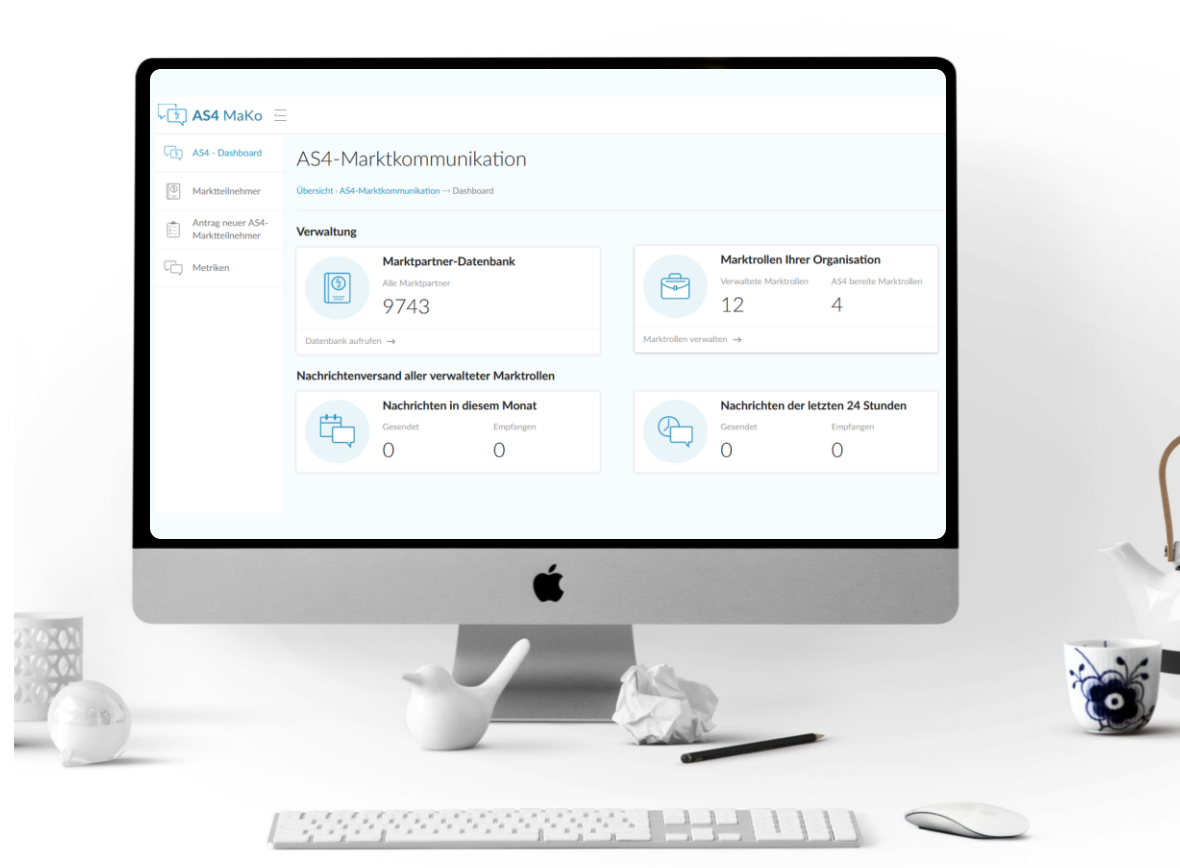 AS4 MaKo
AS4 - Dashboard
Marktteilnehmer
Antrag neuer AS4-
Marktteilnehmer
Metriken
AS4-Marktkommunikation
Übersicht › AS4-Marktkommunikation → Dashboard
Verwaltung
Marktpartner-Datenbank
Alle Marktpartner
9743
Datenbank aufrufen →
Marktrollen Ihrer Organisation
Verwaltete Marktrollen AS4 bereite Marktrollen
12 4
Marktrollen verwalten →
Nachrichtenversand aller verwalteter Marktrollen
Nachrichten in diesem Monat
Gesendet Empfangen
0 0
Nachrichten der letzten 24 Stunden
Gesendet Empfangen
0 0